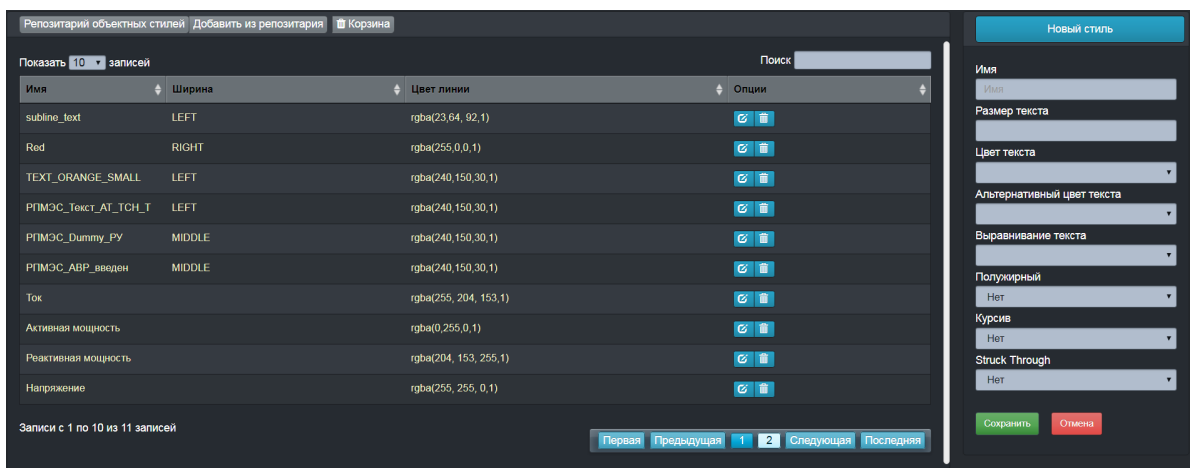 Репозитарий объектных стилей Добавить из репозитария Корзина
Показать 10 записей Поиск
Имя Ширина Цвет линии Опции
subline_text LEFT rgba(23,64, 92,1)
Red RIGHT rgba(255,0,0,1)
TEXT_ORANGE_SMALL LEFT rgba(240,150,30,1)
РПМЭС_Текст_АТ_ТСН_Т LEFT rgba(240,150,30,1)
РПМЭС_Dummy_РУ MIDDLE rgba(240,150,30,1)
РПМЭС_АВР_введен MIDDLE rgba(240,150,30,1)
Ток rgba(255, 204, 153,1)
Активная мощность rgba(0,255,0,1)
Реактивная мощность rgba(204, 153, 255,1)
Напряжение rgba(255, 255, 0,1)
Записи с 1 по 10 из 11 записей
Первая Предыдущая 1 2 Следующая Последняя
Новый стиль
Имя
Имя
Размер текста
Цвет текста
Альтернативный цвет текста
Выравнивание текста
Полужирный
Нет
Курсив
Нет
Struck Through
Нет
Сохранить Отмена